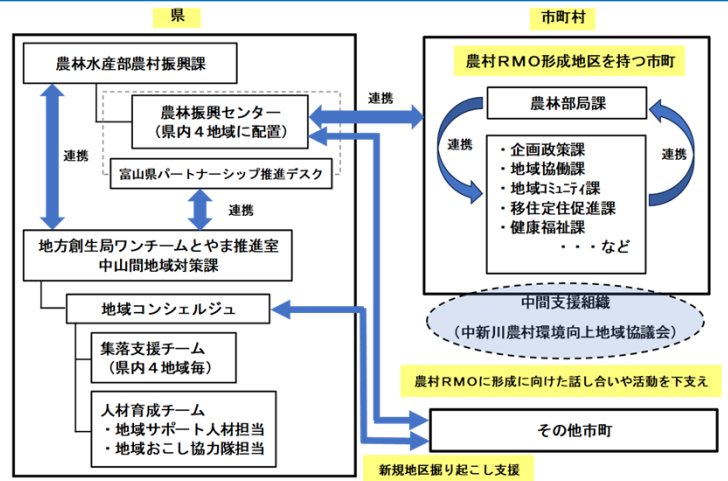 県
農林水産部農村振興課
農林振興センター
（県内４地域に配置）
富山県パートナーシップ推進デスク
連携
連携
連携
地方創生局ワンチームとやま推進室
中山間地域対策課
地域コンシェルジュ
集落支援チーム
（県内４地域毎）
人材育成チーム
・地域サポート人材担当
・地域おこし協力隊担当
市町村
農村ＲＭＯ形成地区を持つ市町
農林部局課
連携
連携
・企画政策課
・地域協働課
・地域ｺﾐｭﾆﾃｨ課
・移住定住促進課
・健康福祉課
・・・など
中間支援組織
（中新川農村環境向上地域協議会）
農村ＲＭＯに形成に向けた話し合いや活動を下支え
その他市町
新規地区掘り起こし支援